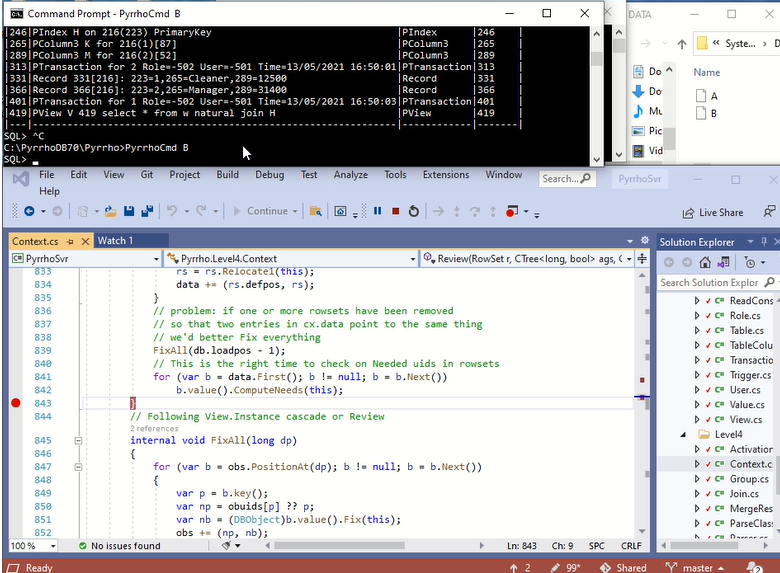 Command Prompt - PyrrhoCmd B
246|PIndex H on 216(223) PrimaryKey |PIndex |246 |
265|PColumn3 K for 216(1)[87] |PColumn3 |265 |
289|PColumn3 M for 216(2)[52] |PColumn3 |289 |
313|PTransaction for 2 Role=-502 User=-501 Time=13/05/2021 16:50:01|PTransaction|313 |
331|Record 331[216]: 223=1,265=Cleaner,289=12500 |Record |331 |
366|Record 366[216]: 223=2,265=Manager,289=31400 |Record |366 |
401|PTransaction for 1 Role=-502 User=-501 Time=13/05/2021 16:50:03|PTransaction|401 |
419|PView V 419 select * from w natural join H |PView |419 |
|---|----------------------------------------------------------------|------------|-------|
SQL> ^C
C:\PyrrhoDB70\Pyrrho>PyrrhoCmd B
SQL> _
DATA
« Syste... › D
Name
Do
Do
Mu
Pic
Vid
A
B
File Edit View Git Project Build Debug Test Analyze Tools Extensions Window
Help
Search...
PyrrhoSvr
Continue
Live Share
Context.cs
Watch 1
PyrrhoSvr
Pyrrho.Level4.Context
Review(RowSet r, CTree<long, bool> ags, C
833 rs = rs.Relocate1(this);
834 data += (rs.defpos, rs);
835 }
836 // problem: if one or more rowsets have been removed
837 // so that two entries in cx.data point to the same thing
838 // we'd better Fix everything
839 FixAll(db.loadpos - 1);
840 // This is the right time to check on Needed uids in rowsets
841 for (var b = data.First(); b != null; b = b.Next())
842 b.value().ComputeNeeds(this);
843 }
844 // Following View.Instance cascade or Review
2 references
845 internal void FixAll(long dp)
846 {
847 for (var b = obs.PositionAt(dp); b != null; b = b.Next())
848 {
849 var p = b.key();
850 var np = obuids[p] ?? p;
851 var nb = (DBObject)b.value().Fix(this);
852 obs += (np, nb);
100 %
No issues found
Ln: 843 Ch: 9 SPC CRLF
Solution Explorer
Search Solution Explorer
C# ReadCons
C# Role.cs
C# Table.cs
C# TableColu
C# Transactio
C# Trigger.cs
C# User.cs
C# Value.cs
C# View.cs
Level4
C# Activation
C# Context.c
C# Group.cs
C# Join.cs
C# MergeRes
C# ParseClas
C# Parser.cs
Ready
2
99*
Shared
master
2